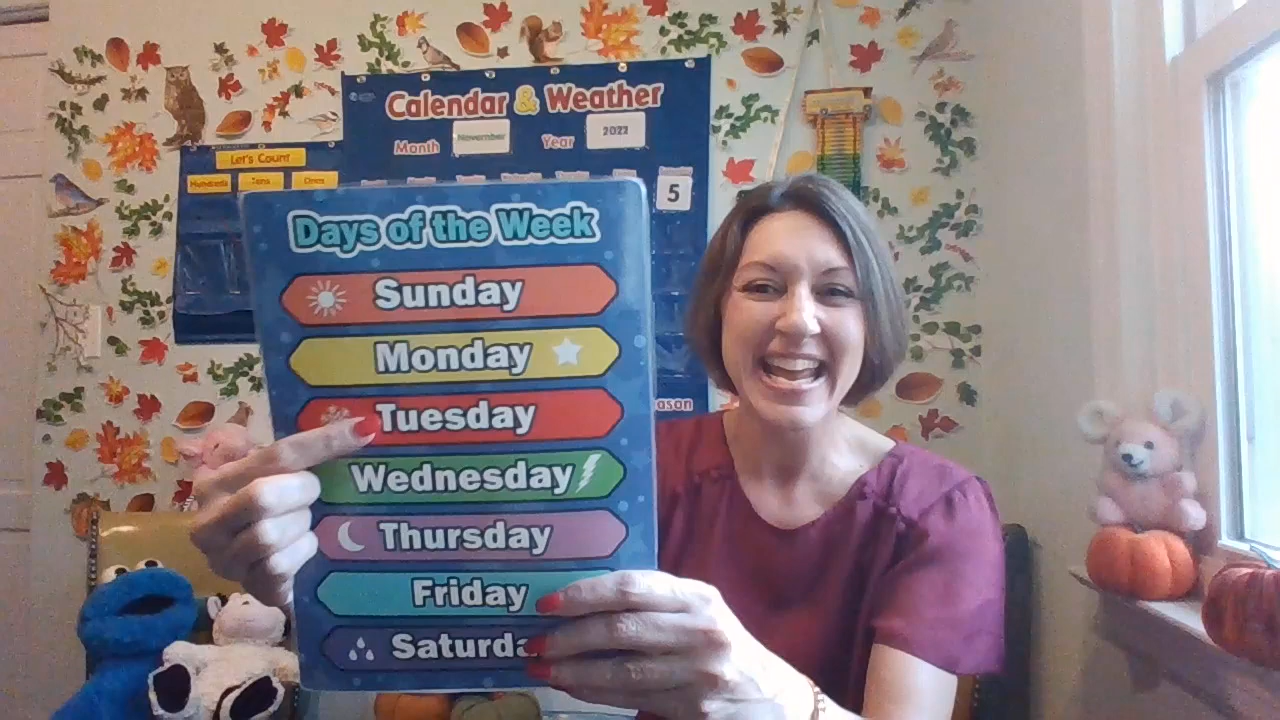 Calendar & Weather
Month November Year 2022
Let's Count
Hundreds Tens Ones
5
Days of the Week
Sunday
Monday
Tuesday
Wednesday
Thursday
Friday
Saturda
ason